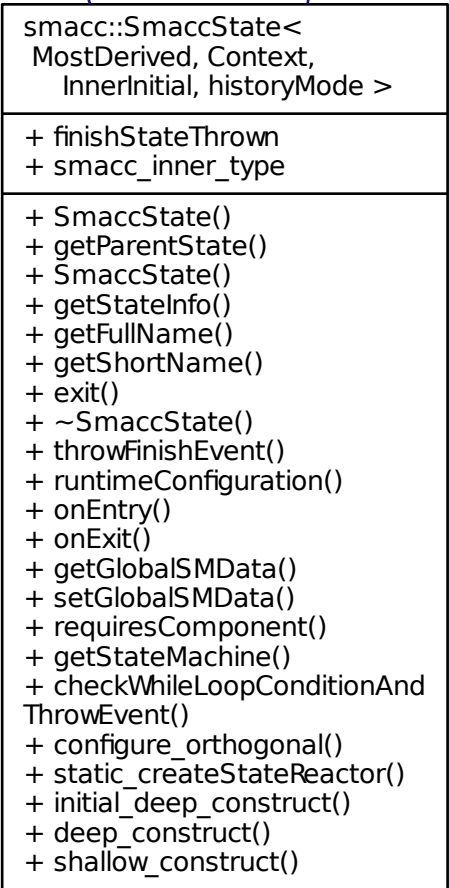 smacc::SmaccState<
MostDerived, Context,
InnerInitial, historyMode >
+ finishStateThrown
+ smacc_inner_type
+ SmaccState()
+ getParentState()
+ SmaccState()
+ getStateInfo()
+ getFullName()
+ getShortName()
+ exit()
+ ~SmaccState()
+ throwFinishEvent()
+ runtimeConfiguration()
+ onEntry()
+ onExit()
+ getGlobalSMData()
+ setGlobalSMData()
+ requiresComponent()
+ getStateMachine()
+ checkWhileLoopConditionAnd
ThrowEvent()
+ configure_orthogonal()
+ static_createStateReactor()
+ initial_deep_construct()
+ deep_construct()
+ shallow_construct()